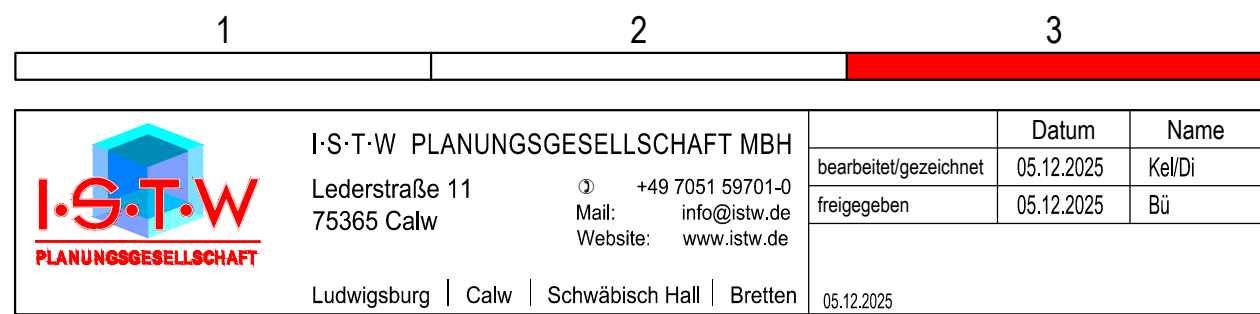 1 2 3
I·S·T·W
PLANUNGSGESELLSCHAFT
I·S·T·W PLANUNGSGESELLSCHAFT MBH
Lederstraße 11
75365 Calw
+49 7051 59701-0
Mail: info@istw.de
Website: www.istw.de
Ludwigsburg | Calw | Schwäbisch Hall | Bretten
Datum Name
bearbeitet/gezeichnet 05.12.2025 Kel/Di
freigegeben 05.12.2025 Bü
05.12.2025